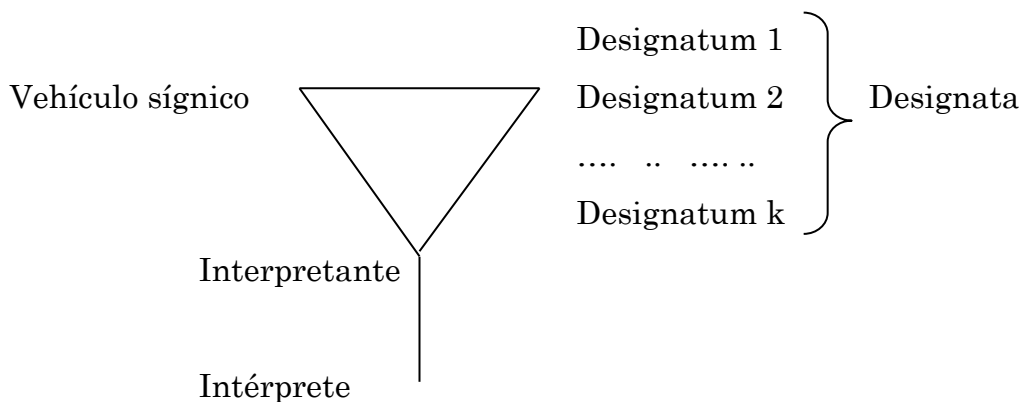 Designatum 1
Vehículo sígnico Designatum 2 Designata
.... .. .... ..
Designatum k
Interpretante
Intérprete